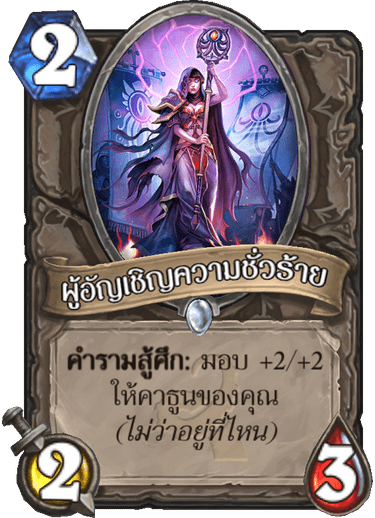 2
ผู้อัญเชิญความชั่วร้าย
คำรามสู้ศึก: มอบ +2/+2
ให้คาธูนของคุณ
(ไม่ว่าอยู่ที่ไหน)
2
3